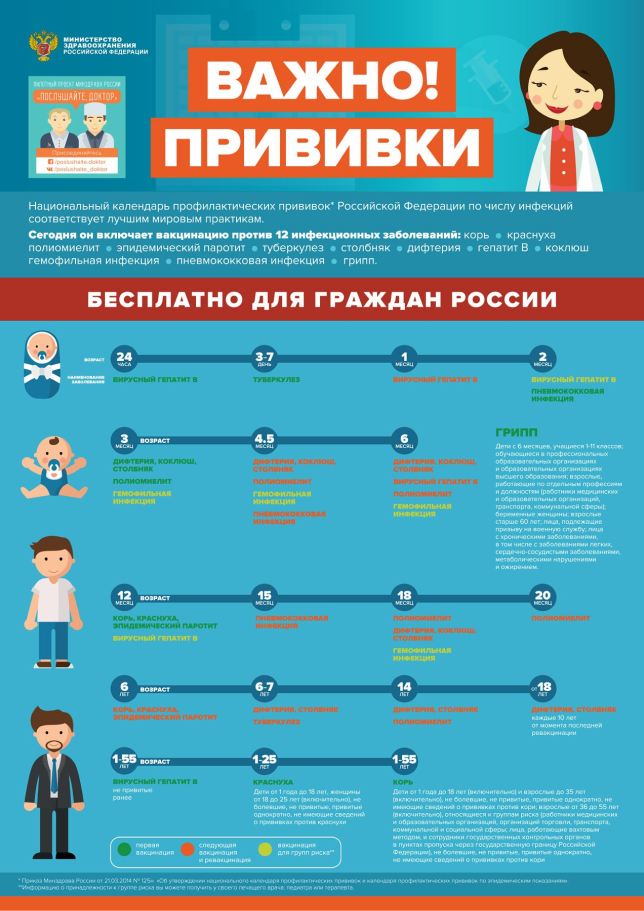 МИНИСТЕРСТВО
ЗДРАВООХРАНЕНИЯ
РОССИЙСКОЙ ФЕДЕРАЦИИ
ПИЛОТНЫЙ ПРОЕКТ МИНЗДРАВА РОССИИ
«ПОСЛУШАЙТЕ, ДОКТОР»
Присоединяйтесь
/poslushaite.doktor
/poslushaite_doktor
ВАЖНО!
ПРИВИВКИ
Национальный календарь профилактических прививок* Российской Федерации по числу инфекций
соответствует лучшим мировым практикам.
Сегодня он включает вакцинацию против 12 инфекционных заболеваний: корь • краснуха
полиомиелит • эпидемический паротит • туберкулез • столбняк • дифтерия • гепатит В • коклюш
гемофильная инфекция • пневмококковая инфекция • грипп.
БЕСПЛАТНО ДЛЯ ГРАЖДАН РОССИИ
ВОЗРАСТ
24 ЧАСА
3-7 ДЕНЬ
1 МЕСЯЦ
2 МЕСЯЦ
НАИМЕНОВАНИЕ
ЗАБОЛЕВАНИЯ
ВИРУСНЫЙ ГЕПАТИТ В
ТУБЕРКУЛЕЗ
ВИРУСНЫЙ ГЕПАТИТ В
ВИРУСНЫЙ ГЕПАТИТ В
ПНЕВМОКОККОВАЯ
ИНФЕКЦИЯ
3 МЕСЯЦ
ВОЗРАСТ
4.5 МЕСЯЦ
6 МЕСЯЦ
ДИФТЕРИЯ, КОКЛЮШ,
СТОЛБНЯК
ПОЛИОМИЕЛИТ
ГЕМОФИЛЬНАЯ
ИНФЕКЦИЯ
ДИФТЕРИЯ, КОКЛЮШ,
СТОЛБНЯК
ПОЛИОМИЕЛИТ
ГЕМОФИЛЬНАЯ
ИНФЕКЦИЯ
ПНЕВМОКОККОВАЯ
ИНФЕКЦИЯ
ДИФТЕРИЯ, КОКЛЮШ,
СТОЛБНЯК
ВИРУСНЫЙ ГЕПАТИТ В
ПОЛИОМИЕЛИТ
ГЕМОФИЛЬНАЯ
ИНФЕКЦИЯ
ГРИПП
Дети с 6 месяцев, учащиеся 1-11 классов;
обучающиеся в профессиональных
образовательных организациях
и образовательных организациях
высшего образования; взрослые,
работающие по отдельным профессиям
и должностям (работники медицинских
и образовательных организаций,
транспорта, коммунальной сферы);
беременные женщины; взрослые
старше 60 лет; лица, подлежащие
призыву на военную службу; лица
с хроническими заболеваниями,
в том числе с заболеваниями легких,
сердечно-сосудистыми заболеваниями,
метаболическими нарушениями
и ожирением.
12 МЕСЯЦ
ВОЗРАСТ
15 МЕСЯЦ
18 МЕСЯЦ
20 МЕСЯЦ
КОРЬ, КРАСНУХА,
ЭПИДЕМИЧЕСКИЙ ПАРОТИТ
ВИРУСНЫЙ ГЕПАТИТ В
ПНЕВМОКОККОВАЯ
ИНФЕКЦИЯ
ПОЛИОМИЕЛИТ
ДИФТЕРИЯ, КОКЛЮШ,
СТОЛБНЯК
ГЕМОФИЛЬНАЯ
ИНФЕКЦИЯ
ПОЛИОМИЕЛИТ
6 ЛЕТ
ВОЗРАСТ
6-7 ЛЕТ
14 ЛЕТ
от 18 ЛЕТ
КОРЬ, КРАСНУХА,
ЭПИДЕМИЧЕСКИЙ ПАРОТИТ
ДИФТЕРИЯ, СТОЛБНЯК
ТУБЕРКУЛЕЗ
ДИФТЕРИЯ, СТОЛБНЯК
ПОЛИОМИЕЛИТ
ДИФТЕРИЯ, СТОЛБНЯК
каждые 10 лет
от момента последней
ревакцинации
1-55 ЛЕТ
ВОЗРАСТ
1-25 ЛЕТ
1-55 ЛЕТ
ВИРУСНЫЙ ГЕПАТИТ В
не привитые
ранее
КРАСНУХА
Дети от 1 года до 18 лет, женщины
от 18 до 25 лет (включительно), не
болевшие, не привитые, привитые
однократно, не имеющие сведений
о прививках против краснухи
КОРЬ
Дети от 1 года до 18 лет (включительно) и взрослые до 35 лет
(включительно), не болевшие, не привитые, привитые однократно, не
имеющие сведений о прививках против кори; взрослые от 36 до 55 лет
(включительно), относящиеся к группам риска (работники медицинских
и образовательных организаций, организаций торговли, транспорта,
коммунальной и социальной сферы; лица, работающие вахтовым
методом, и сотрудники государственных контрольных органов
в пунктах пропуска через государственную границу Российской
Федерации), не болевшие, не привитые, привитые однократно,
не имеющие сведений о прививках против кори
первая
вакцинация
следующая
вакцинация
и ревакцинация
вакцинация
для групп риска**
* Приказ Минздрава России от 21.03.2014 № 125н «Об утверждении национального календаря профилактических прививок и календаря профилактических прививок по эпидемическим показаниям».
**Информацию о принадлежности к группе риска вы можете получить у своего лечащего врача: педиатра или терапевта.